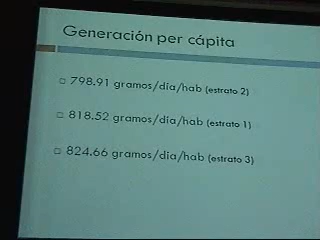 Generación per cápita
798.91 gramos/día/hab (estrato 2)
818.52 gramos/día/hab (estrato 1)
824.66 gramos/día/hab (estrato 3)